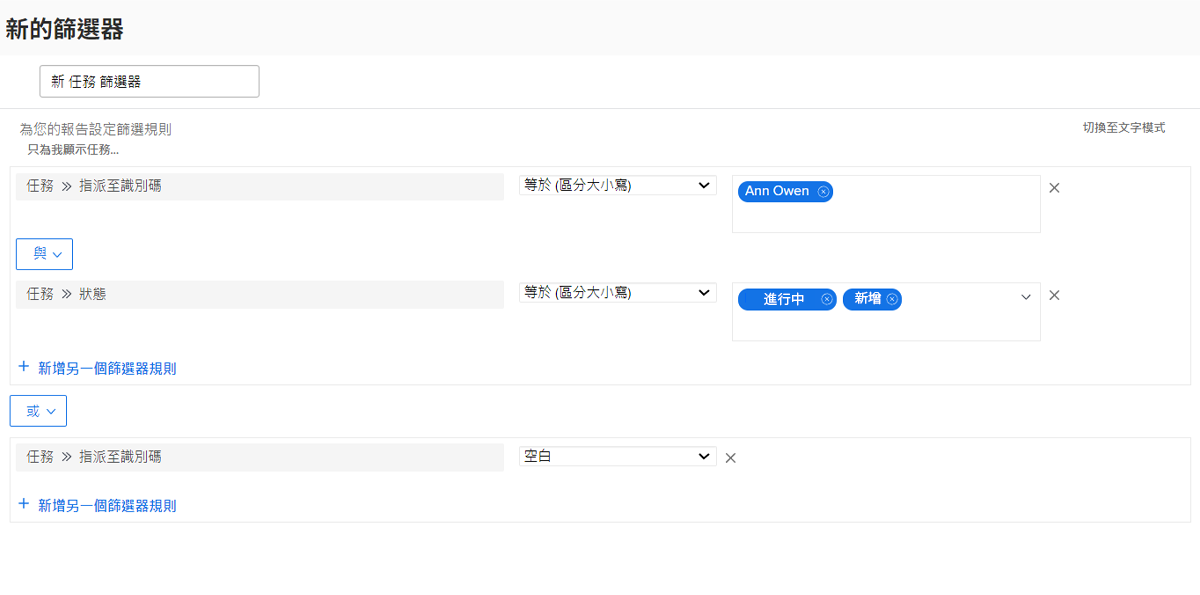 新的篩選器
新 任務 篩選器
為您的報告設定篩選規則
切換至文字模式
只為我顯示任務...
任務 » 指派至識別碼 等於 (區分大小寫) Ann Owen
與
任務 » 狀態 等於 (區分大小寫) 進行中 新增
+ 新增另一個篩選器規則
或
任務 » 指派至識別碼 空白
+ 新增另一個篩選器規則